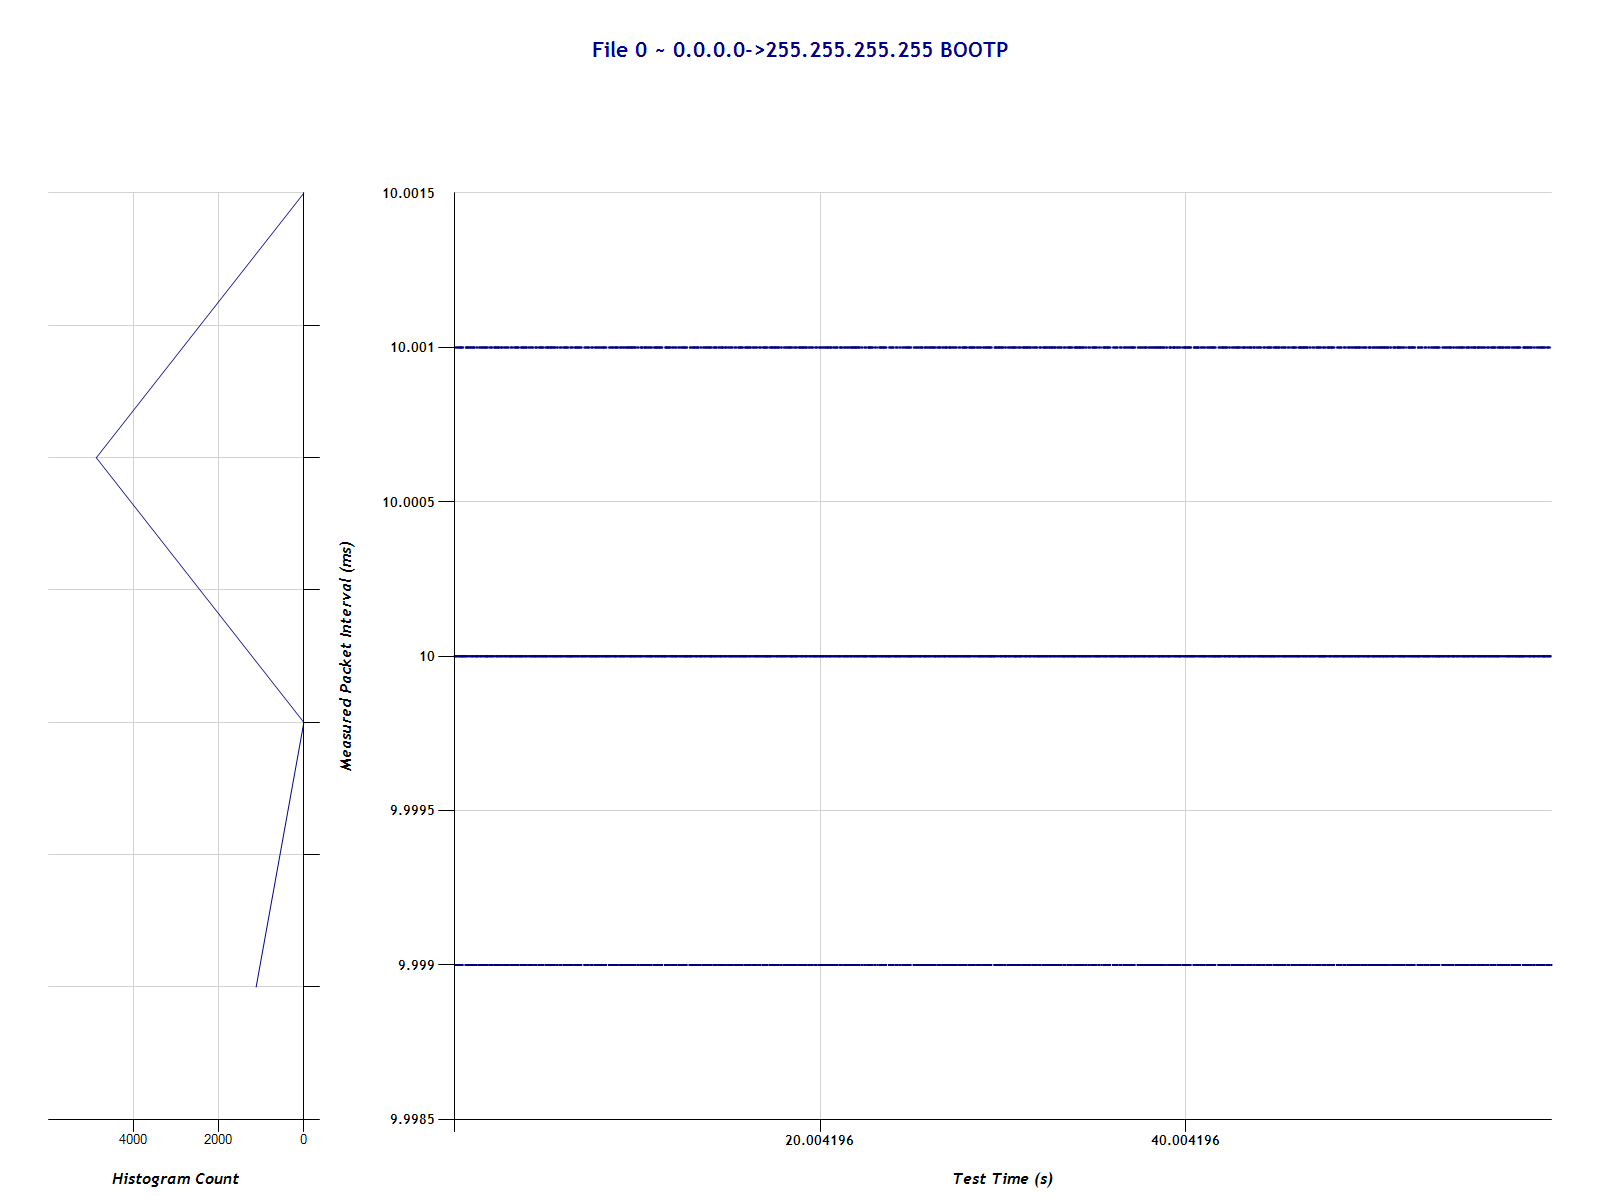 File 0 ~ 0.0.0.0->255.255.255.255 BOOTP
10.0015
10.001
10.0005
10
9.9995
9.999
9.9985
Measured Packet Interval (ms)
4000 2000 0
20.004196 40.004196
Histogram Count
Test Time (s)